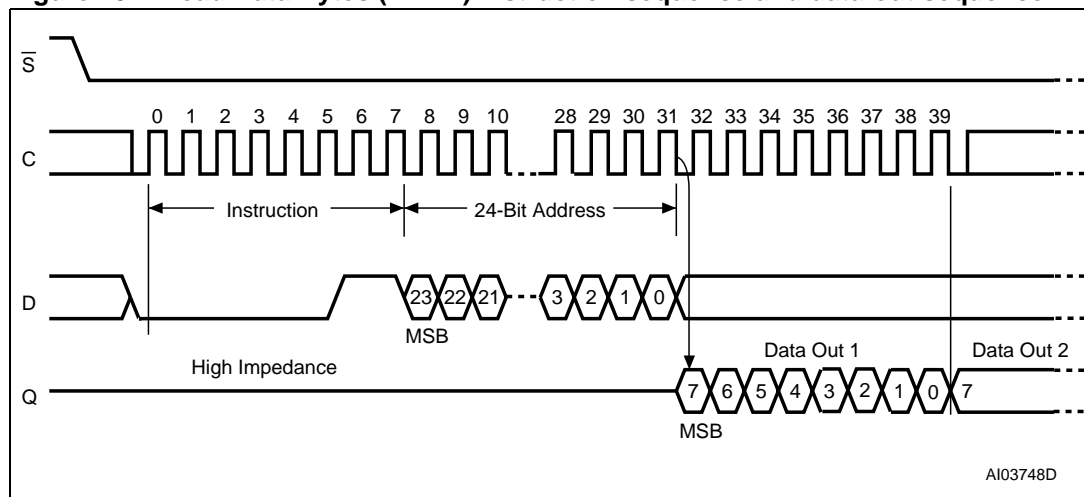 S
0 1 2 3 4 5 6 7 8 9 10 28 29 30 31 32 33 34 35 36 37 38 39
C
Instruction 24-Bit Address
D
23 22 21 3 2 1 0
MSB
High Impedance Data Out 1 Data Out 2
Q
7 6 5 4 3 2 1 0 7
MSB
AI03748D